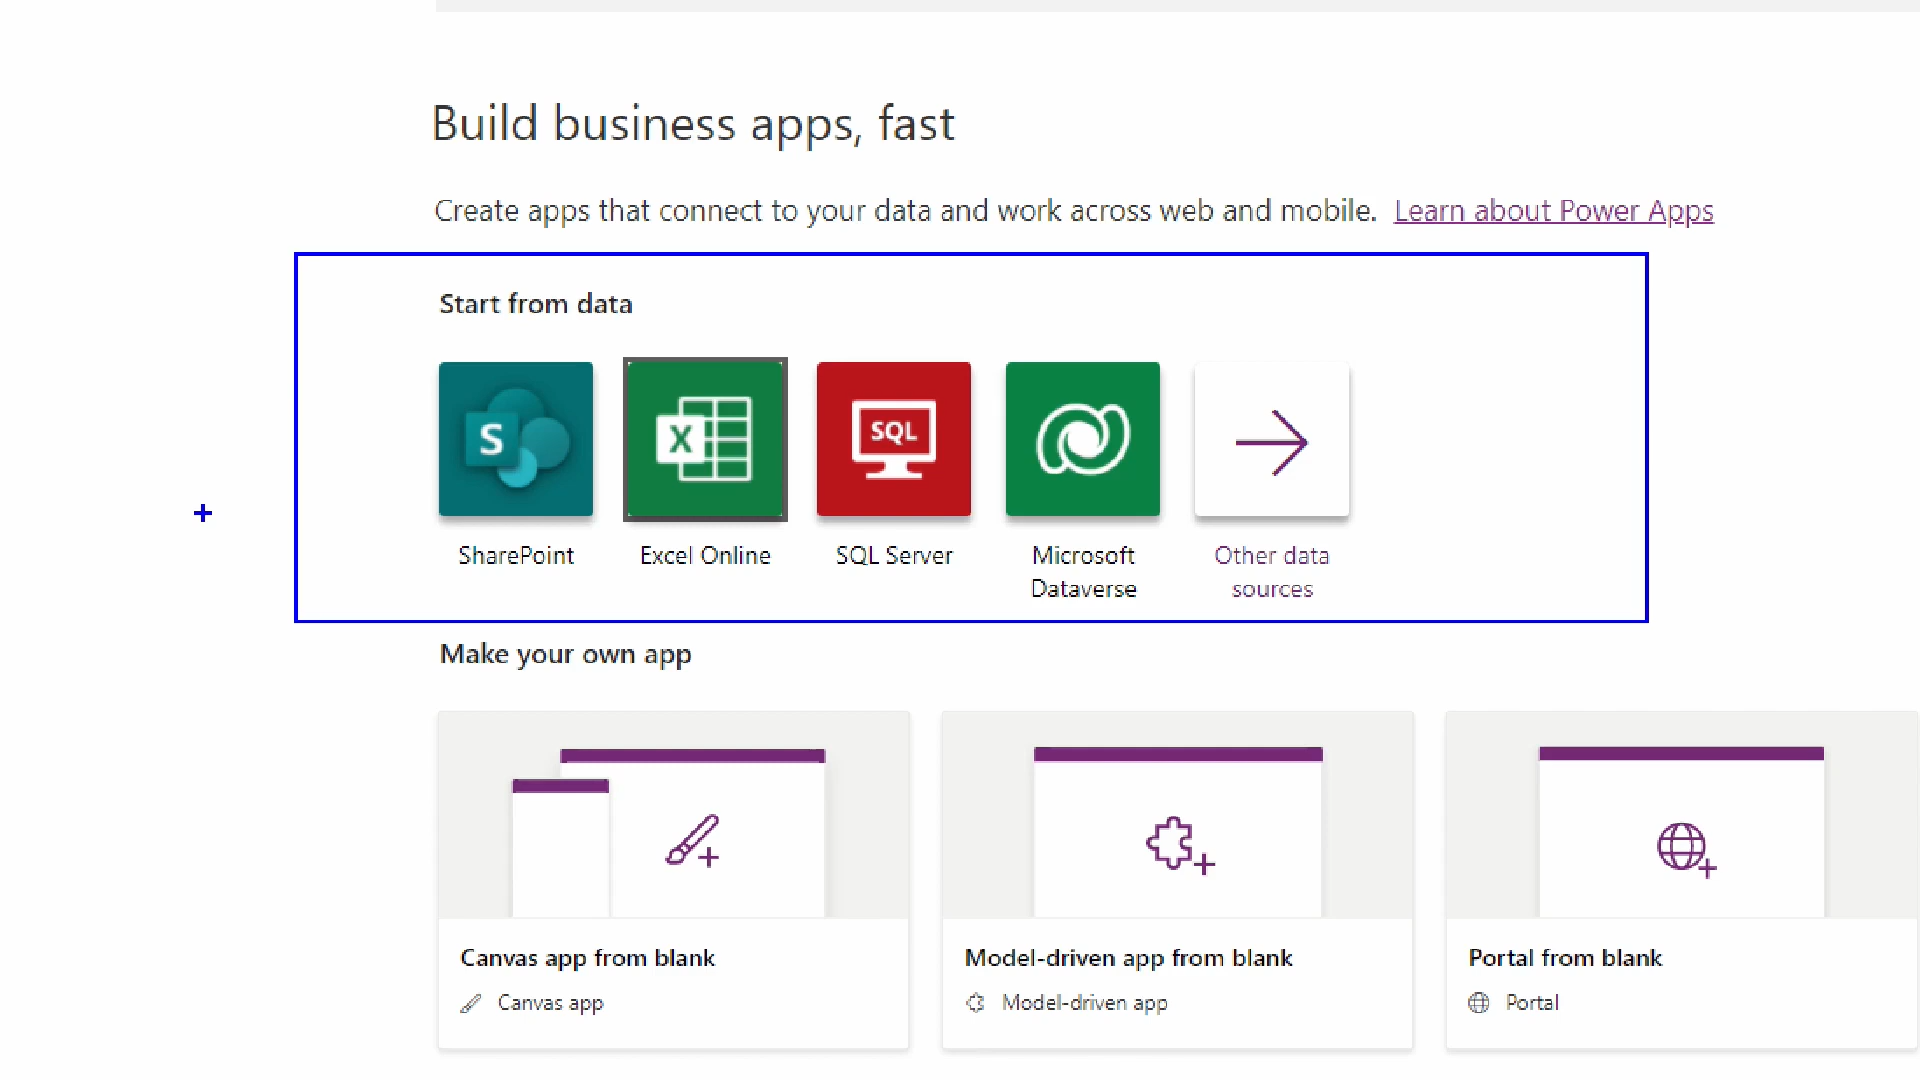 Build business apps, fast
Create apps that connect to your data and work across web and mobile. Learn about Power Apps
Start from data
S
X
SQL
SharePoint
Excel Online
SQL Server
Microsoft
Dataverse
Other data
sources
Make your own app
Canvas app from blank
Canvas app
Model-driven app from blank
Model-driven app
Portal from blank
Portal